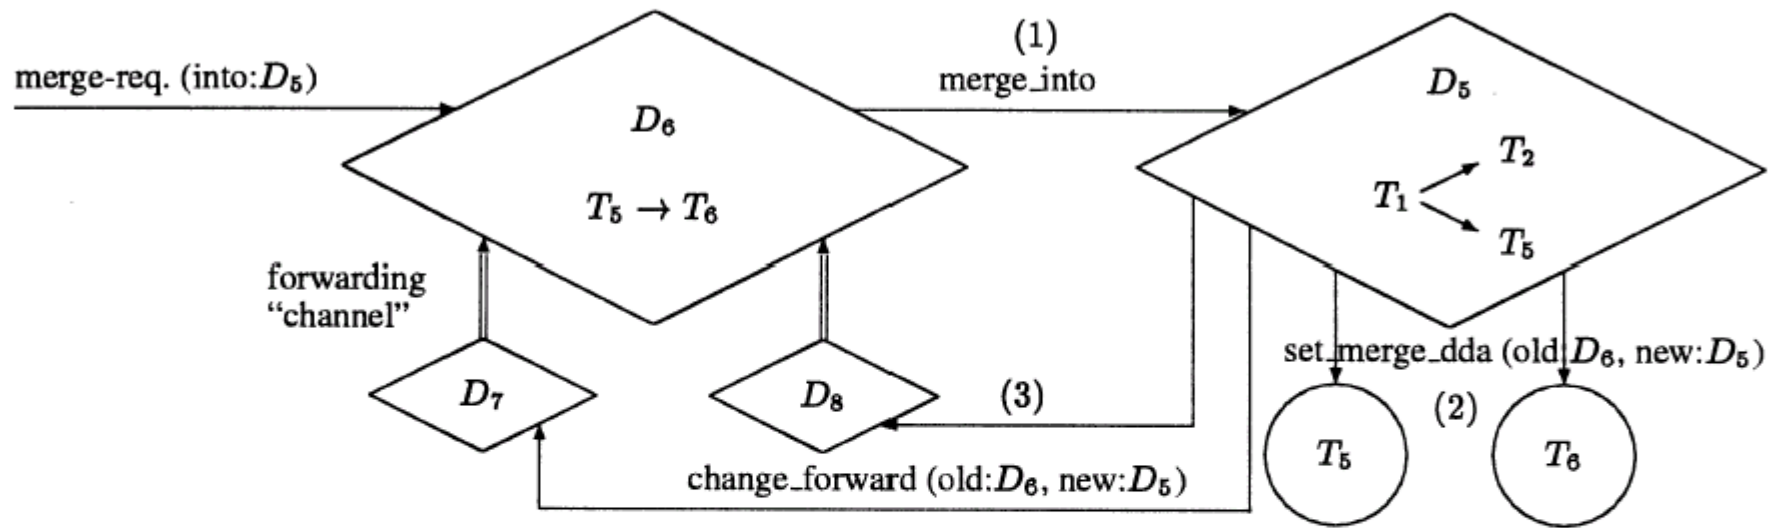 merge-req. (into:D₅)
(1)
merge_into
D₆
T₅ → T₆
D₅
T₁
T₂
T₅
forwarding
“channel”
D₇
D₈
(3)
change_forward (old:D₆, new:D₅)
set_merge_dda (old:D₆, new:D₅)
(2)
T₅
T₆